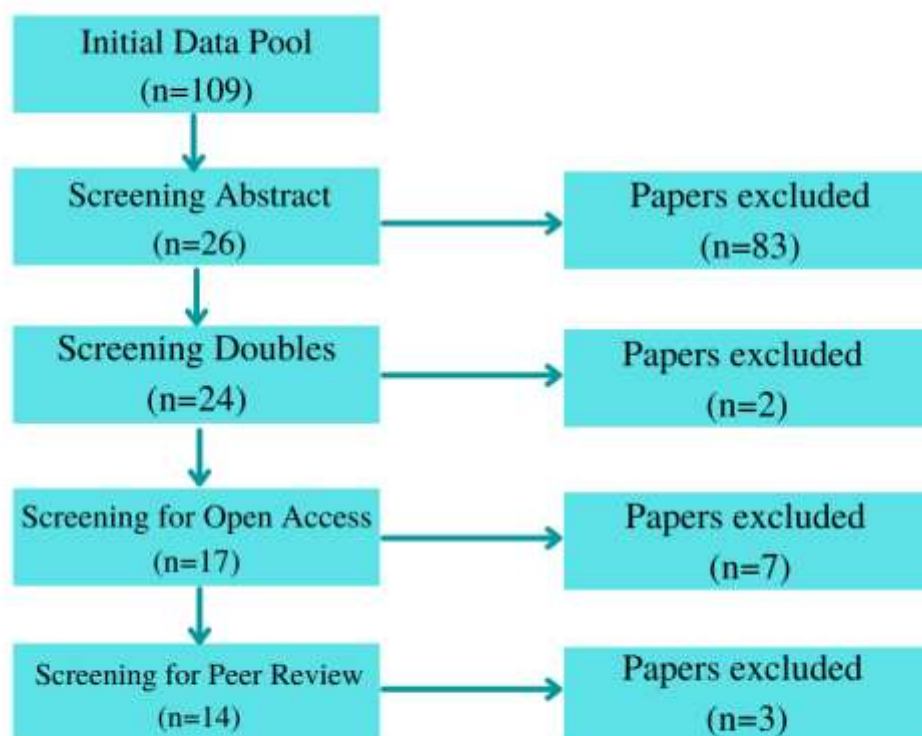 Initial Data Pool
(n=109)
Screening Abstract
(n=26)
Papers excluded
(n=83)
Screening Doubles
(n=24)
Papers excluded
(n=2)
Screening for Open Access
(n=17)
Papers excluded
(n=7)
Screening for Peer Review
(n=14)
Papers excluded
(n=3)